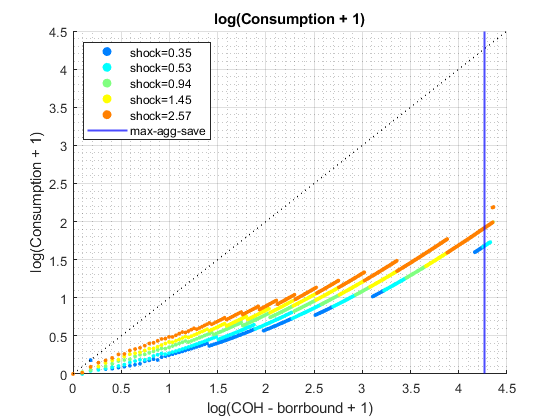 log(Consumption + 1)
4.5
4
3.5
3
2.5
2
1.5
1
0.5
0
log(Consumption + 1)
shock=0.35
shock=0.53
shock=0.94
shock=1.45
shock=2.57
max-agg-save
0 0.5 1 1.5 2 2.5 3 3.5 4 4.5
log(COH - borrbound + 1)